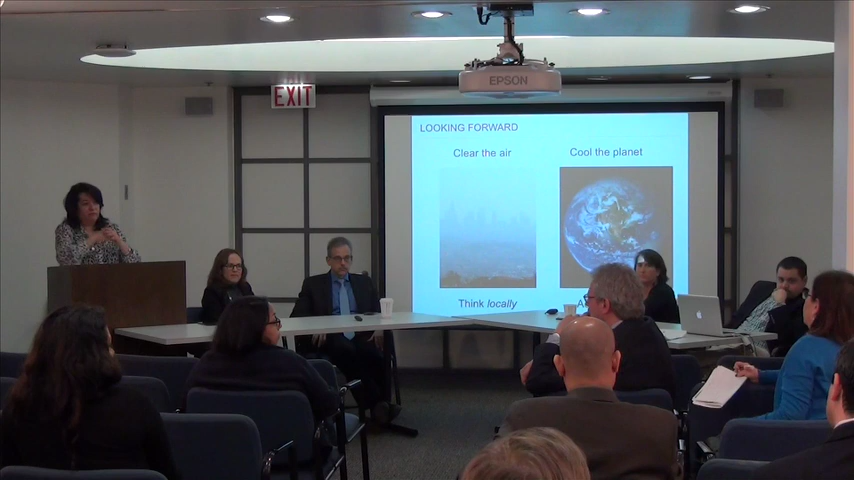 EPSON
EXIT
LOOKING FORWARD
Clear the air
Cool the planet
Think locally